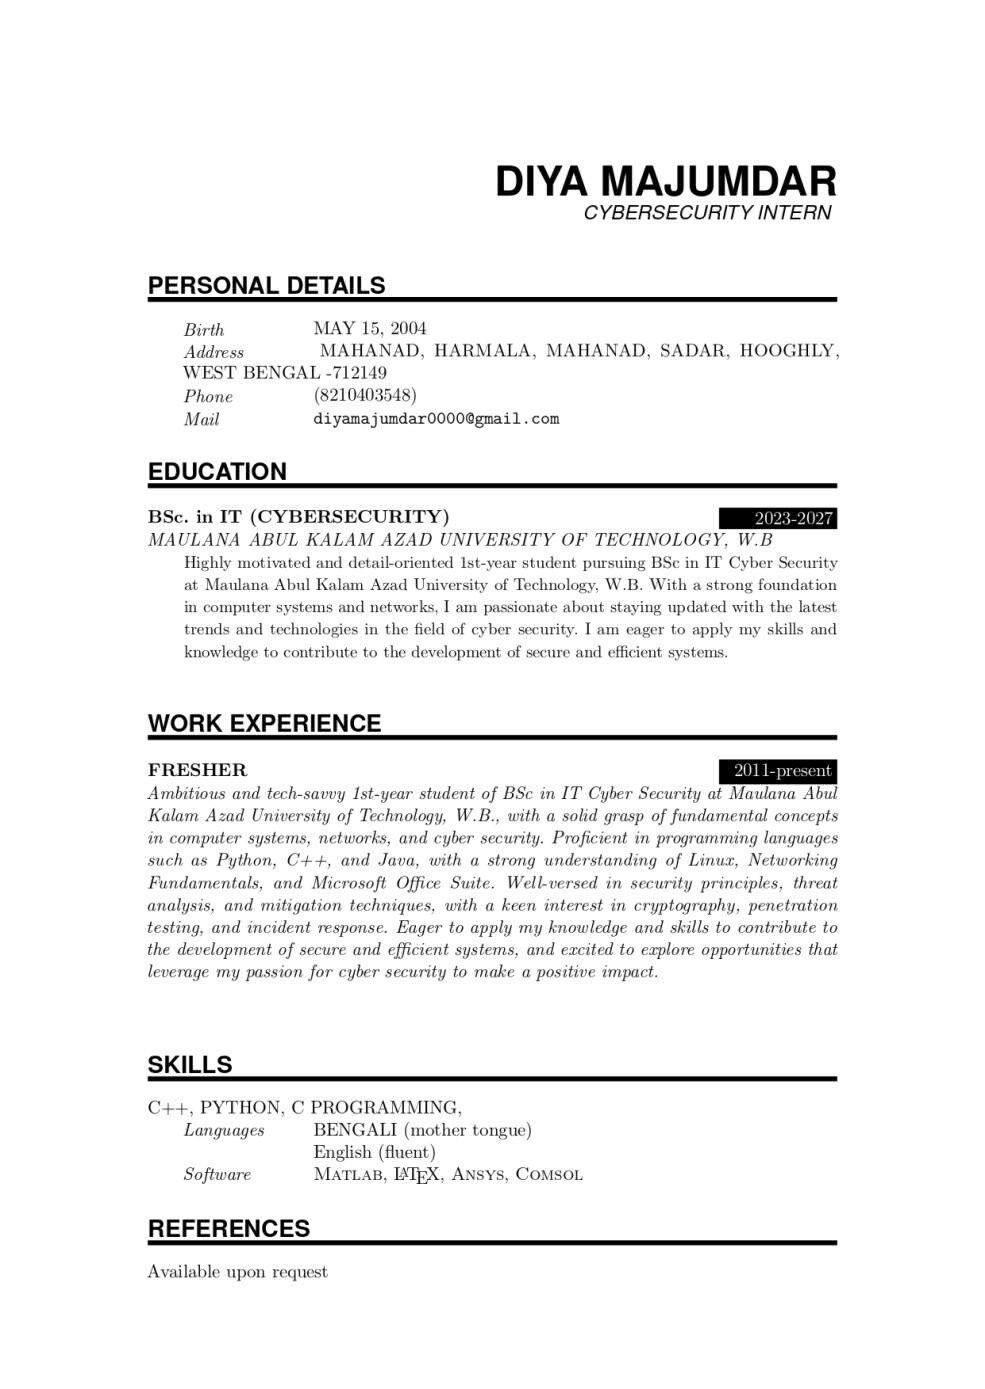 DIYA MAJUMDAR
CYBERSECURITY INTERN
PERSONAL DETAILS
Birth MAY 15, 2004
Address MAHANAD, HARMALA, MAHANAD, SADAR, HOOGHLY,
WEST BENGAL -712149
Phone (8210403548)
Mail diyamajumdar0000@gmail.com
EDUCATION
BSc. in IT (CYBERSECURITY) 2023-2027
MAULANA ABUL KALAM AZAD UNIVERSITY OF TECHNOLOGY, W.B
Highly motivated and detail-oriented 1st-year student pursuing BSc in IT Cyber Security
at Maulana Abul Kalam Azad University of Technology, W.B. With a strong foundation
in computer systems and networks, I am passionate about staying updated with the latest
trends and technologies in the field of cyber security. I am eager to apply my skills and
knowledge to contribute to the development of secure and efficient systems.
WORK EXPERIENCE
FRESHER 2011-present
Ambitious and tech-savvy 1st-year student of BSc in IT Cyber Security at Maulana Abul
Kalam Azad University of Technology, W.B., with a solid grasp of fundamental concepts
in computer systems, networks, and cyber security. Proficient in programming languages
such as Python, C++, and Java, with a strong understanding of Linux, Networking
Fundamentals, and Microsoft Office Suite. Well-versed in security principles, threat
analysis, and mitigation techniques, with a keen interest in cryptography, penetration
testing, and incident response. Eager to apply my knowledge and skills to contribute to
the development of secure and efficient systems, and excited to explore opportunities that
leverage my passion for cyber security to make a positive impact.
SKILLS
C++, PYTHON, C PROGRAMMING,
Languages BENGALI (mother tongue)
English (fluent)
Software MATLAB, LATEX, ANSYS, COMSOL
REFERENCES
Available upon request